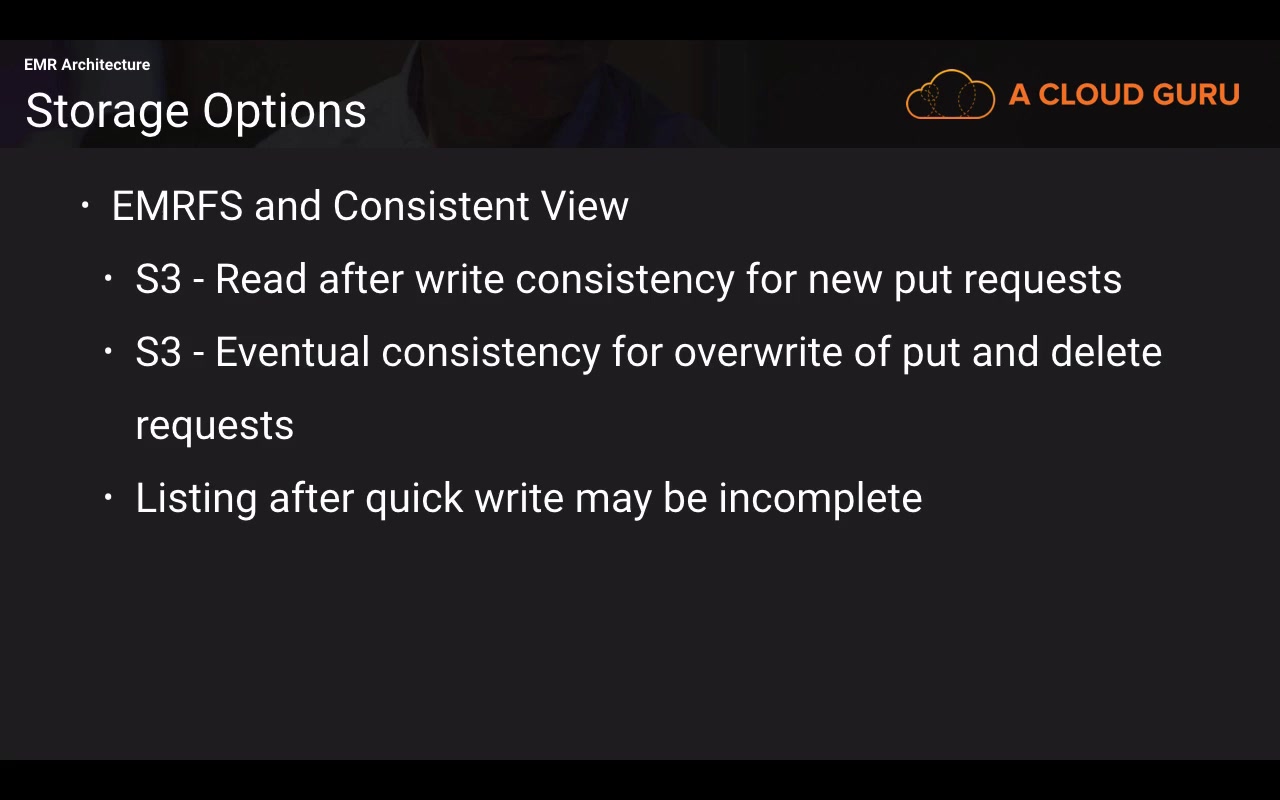 EMR Architecture
Storage Options
A CLOUD GURU
• EMRFS and Consistent View
• S3 - Read after write consistency for new put requests
• S3 - Eventual consistency for overwrite of put and delete
requests
• Listing after quick write may be incomplete